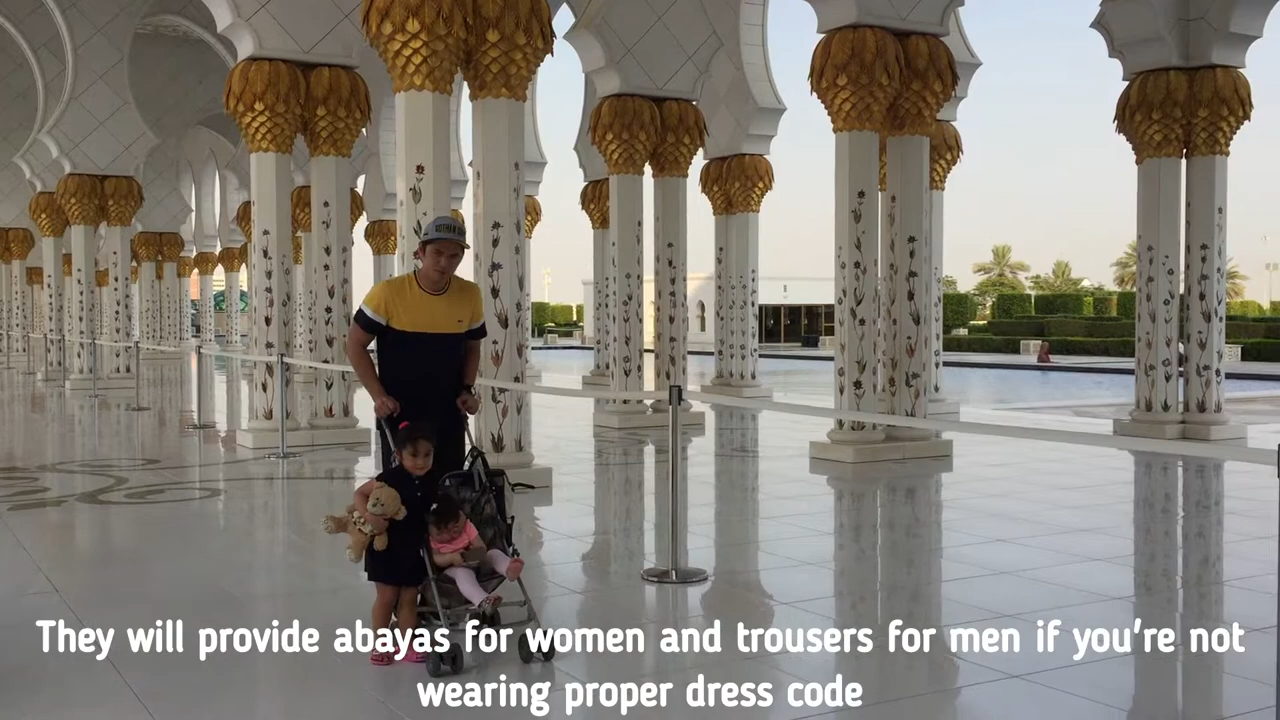 They will provide abayas for women and trousers for men if you're not
wearing proper dress code